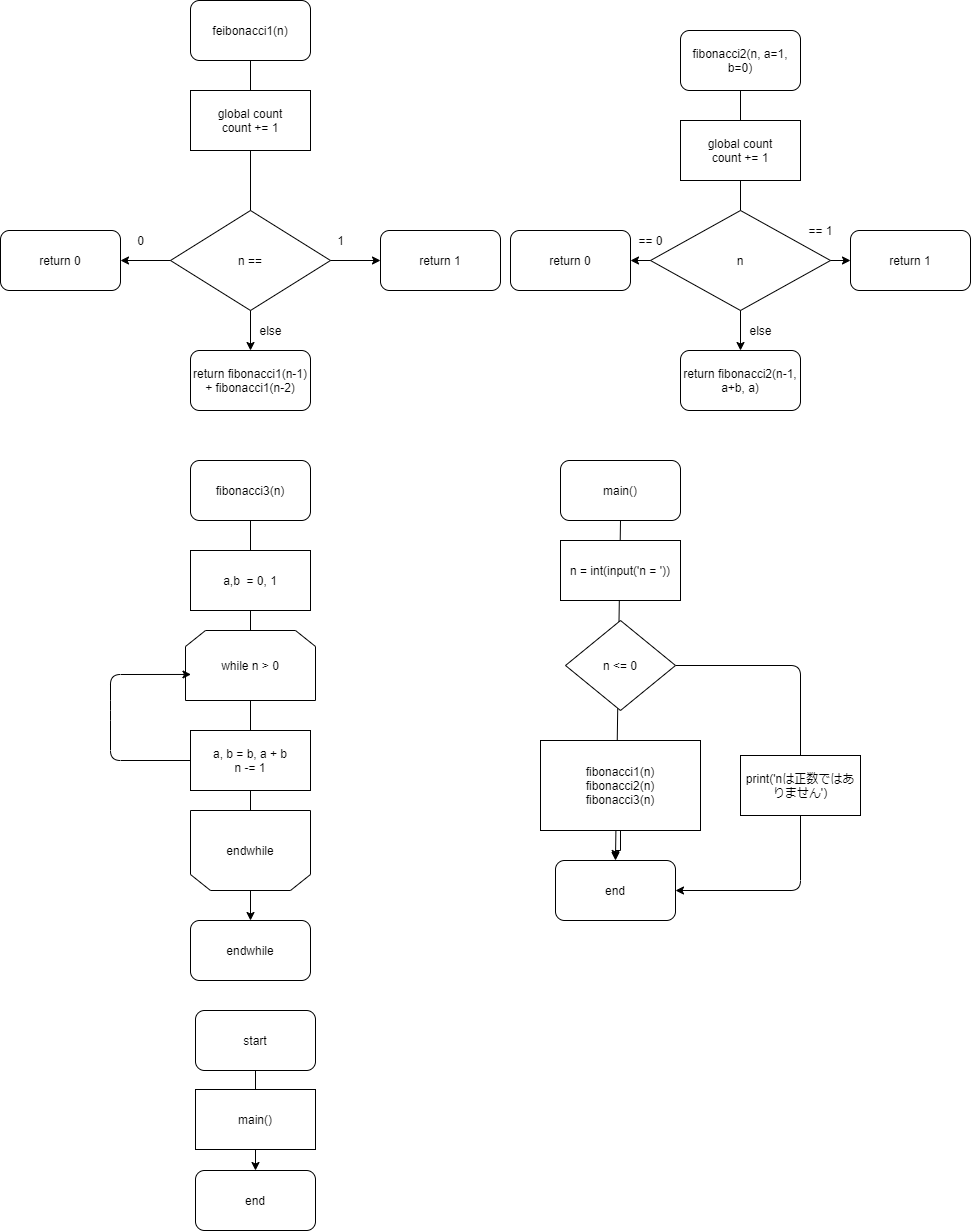 feibonacci1(n)
global count
count += 1
n ==
0
1
return 0
return 1
else
return fibonacci1(n-1)
+ fibonacci1(n-2)
fibonacci2(n, a=1,
b=0)
global count
count += 1
n
== 0
== 1
return 0
return 1
else
return fibonacci2(n-1,
a+b, a)
fibonacci3(n)
a,b = 0, 1
while n > 0
a, b = b, a + b
n -= 1
endwhile
endwhile
main()
n = int(input('n = '))
n <= 0
fibonacci1(n)
fibonacci2(n)
fibonacci3(n)
print('nは正数ではあ
りません')
end
start
main()
end